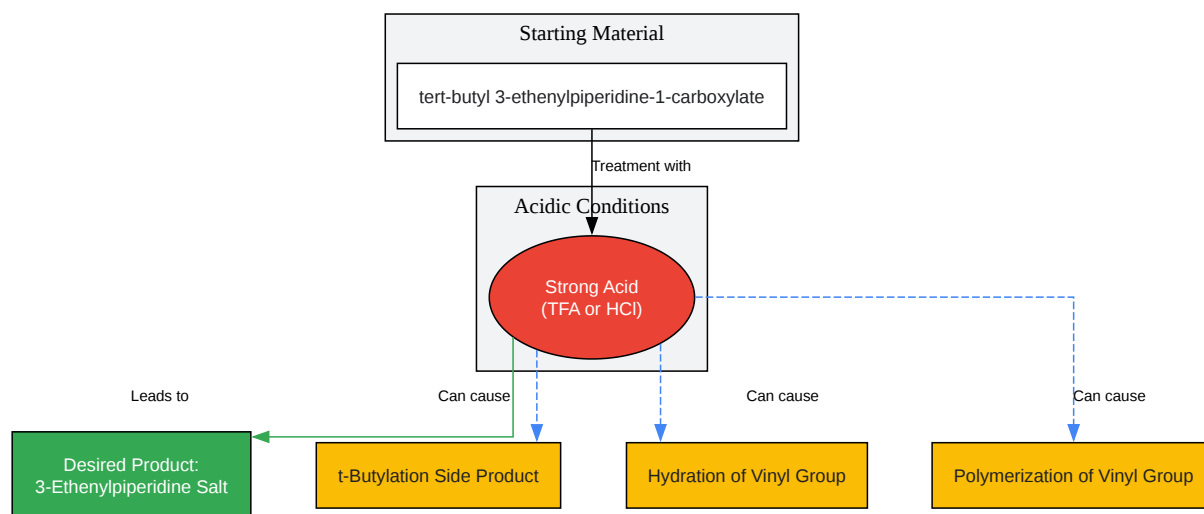 Starting Material
tert-butyl 3-ethenylpiperidine-1-carboxylate
Treatment with
Acidic Conditions
Strong Acid
(TFA or HCl)
Leads to
Can cause
Can cause
Can cause
Desired Product:
3-Ethenylpiperidine Salt
t-Butylation Side Product
Hydration of Vinyl Group
Polymerization of Vinyl Group